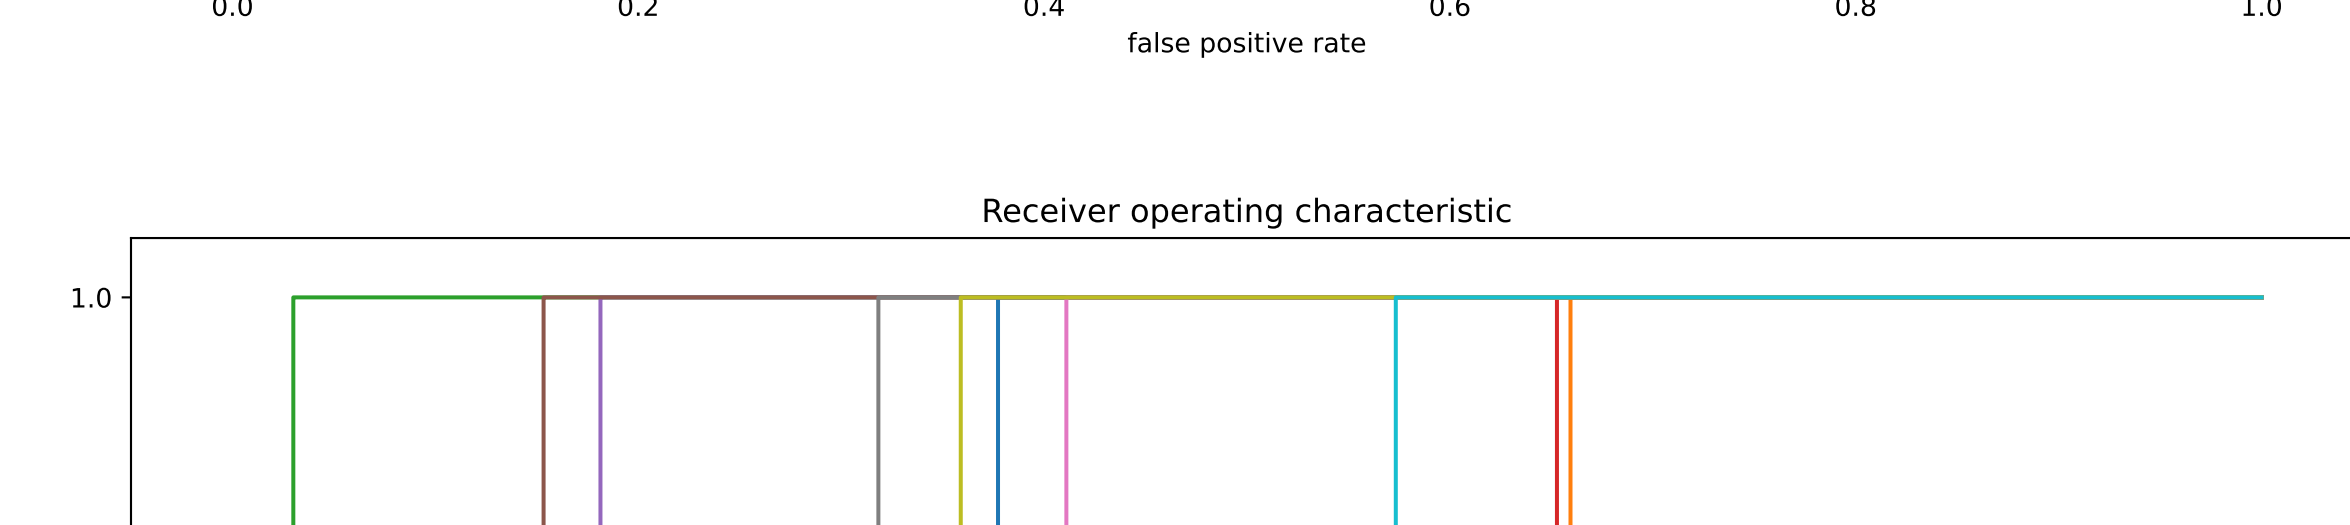 0.0 0.2 0.4 0.6 0.8 1.0
false positive rate
Receiver operating characteristic
1.0